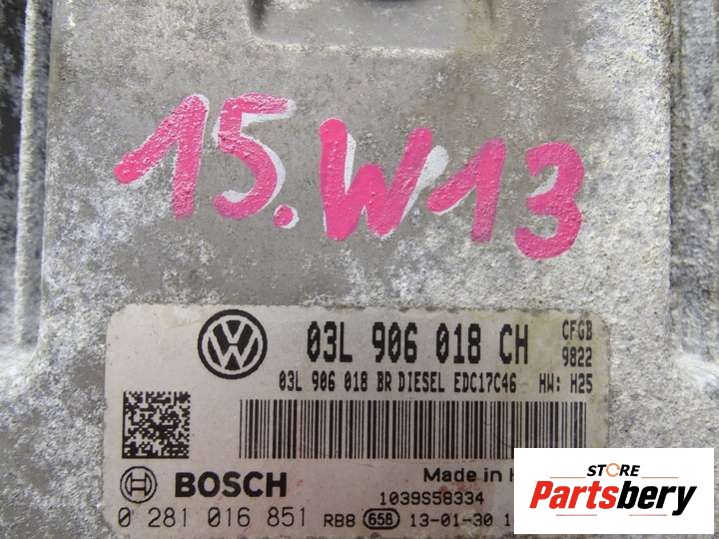 15.W13
03L 906 018 CH
CFGB
9822
03L 906 018 BR DIESEL EDC17C46 HW: H25
BOSCH
Made in
1039S58334
0 281 016 851 RB8 658 13-01-30
STORE
Partsbery